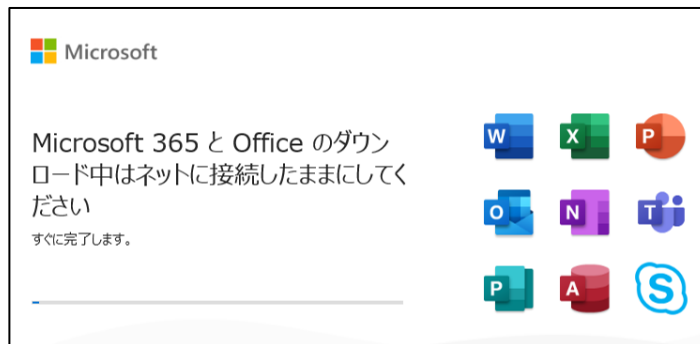 Microsoft
Microsoft 365 と Office のダウン
ロード中はネットに接続したままにしてく
ださい
すぐに完了します。
W X P
O N T
P A S